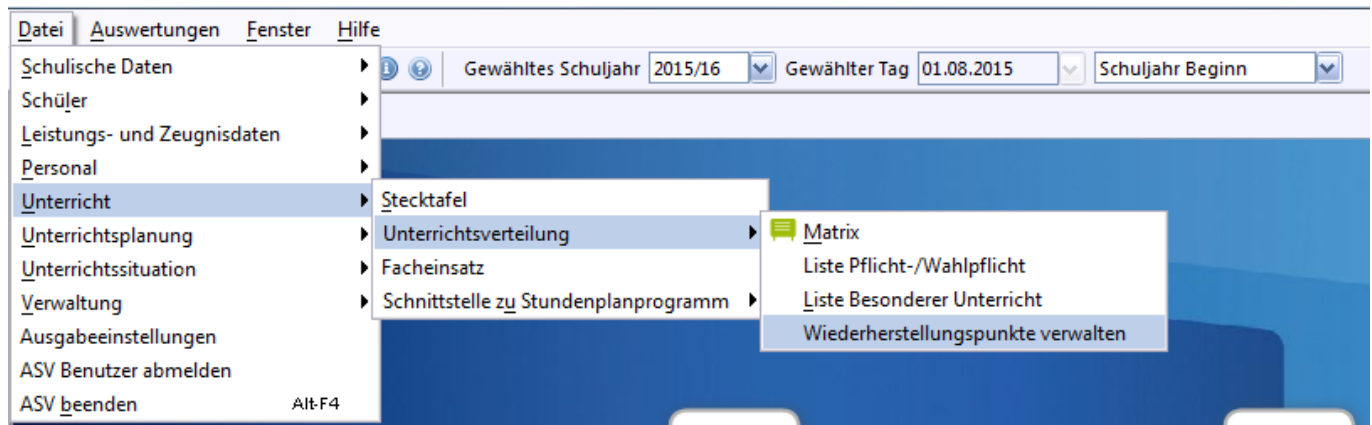 Datei Auswertungen Fenster Hilfe
Gewähltes Schuljahr 2015/16 Gewählter Tag 01.08.2015 Schuljahr Beginn
Schulische Daten
Schüler
Leistungs- und Zeugnisdaten
Personal
Unterricht
Unterrichtsplanung
Unterrichtssituation
Verwaltung
Ausgabeeinstellungen
ASV Benutzer abmelden
ASV beenden Alt-F4
Stecktafel
Unterrichtsverteilung
Facheinsatz
Schnittstelle zu Stundenplanprogramm
Matrix
Liste Pflicht-/Wahlpflicht
Liste Besonderer Unterricht
Wiederherstellungspunkte verwalten